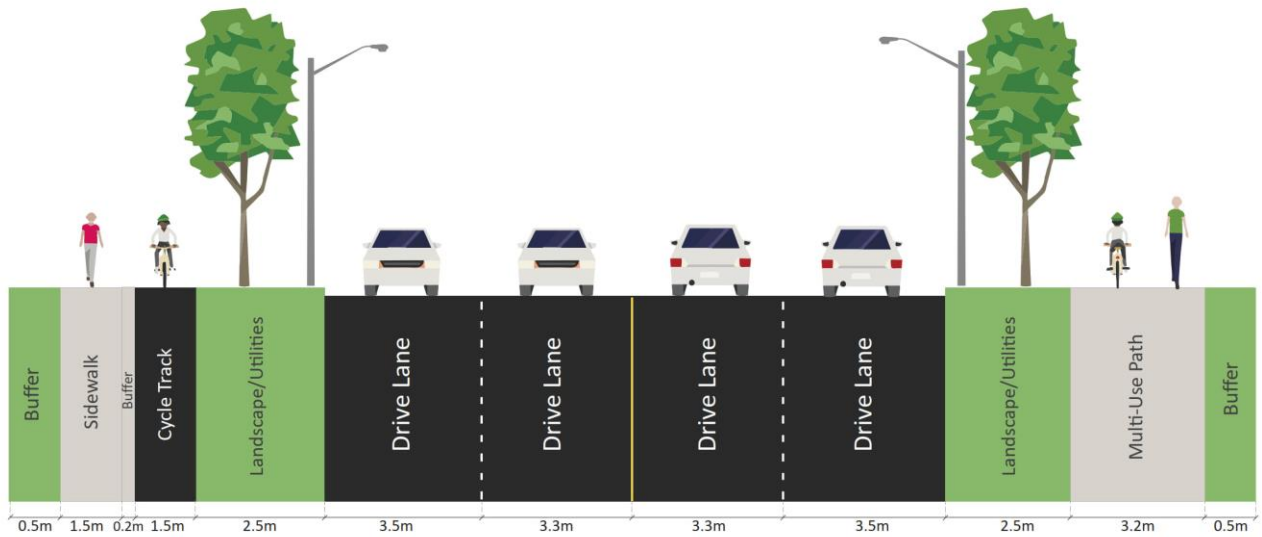 Buffer
Sidewalk
Buffer
Cycle Track
Landscape/Utilities
Drive Lane
Drive Lane
Drive Lane
Drive Lane
Landscape/Utilities
Multi-Use Path
Buffer
0.5m 1.5m 0.2m 1.5m 2.5m 3.5m 3.3m 3.3m 3.5m 2.5m 3.2m 0.5m